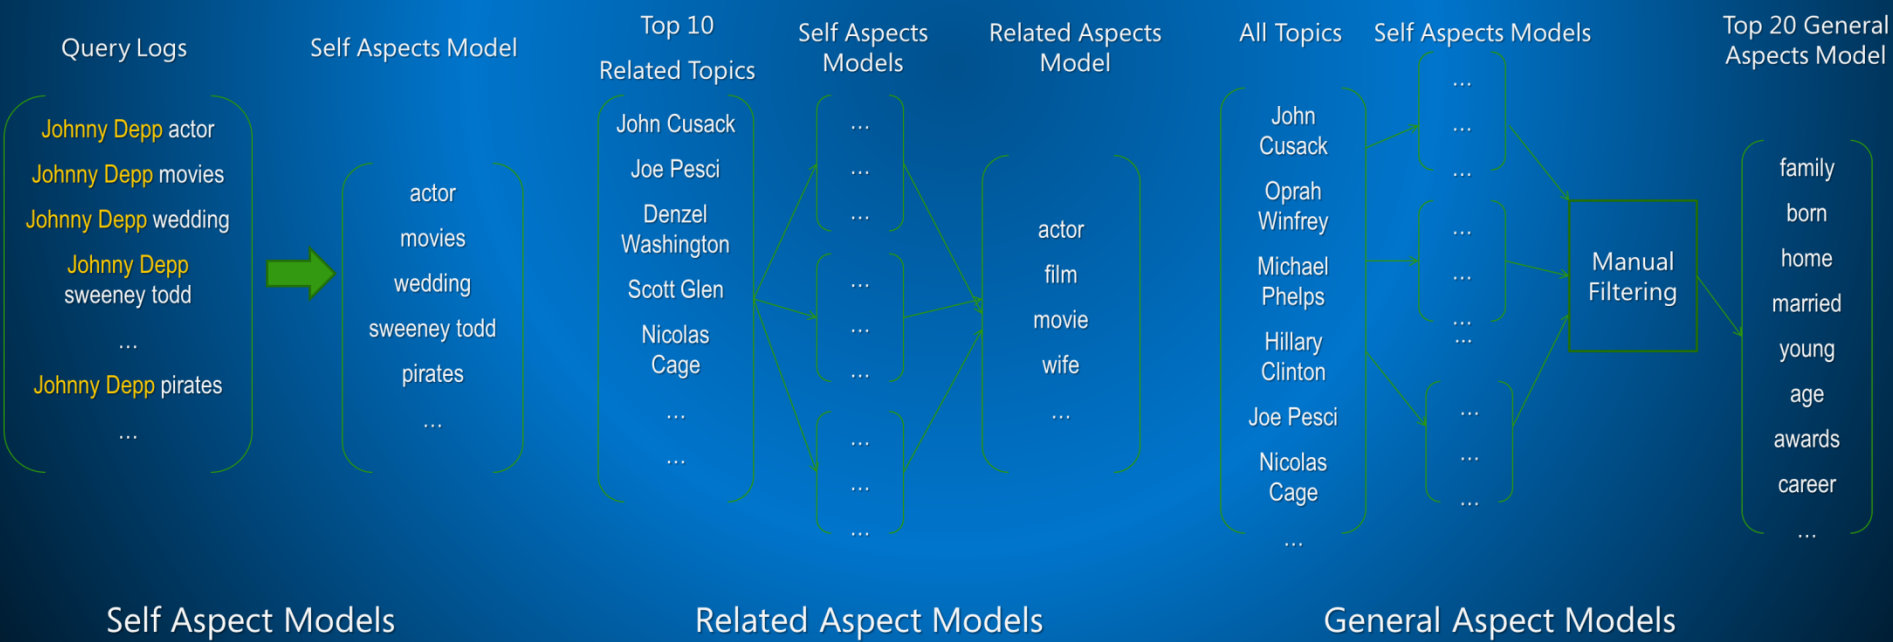 Query Logs
Johnny Depp actor
Johnny Depp movies
Johnny Depp wedding
Johnny Depp
sweeney todd
...
Johnny Depp pirates
...
Self Aspects Model
actor
movies
wedding
sweeney todd
pirates
...
Self Aspect Models
Top 10
Related Topics
John Cusack
Joe Pesci
Denzel
Washington
Scott Glen
Nicolas
Cage
...
...
Self Aspects
Models
...
...
...
...
...
...
...
...
...
Related Aspects
Model
actor
film
movie
wife
...
Related Aspect Models
All Topics
John
Cusack
Oprah
Winfrey
Michael
Phelps
Hillary
Clinton
Joe Pesci
Nicolas
Cage
...
Self Aspects Models
...
...
...
...
...
...
...
...
...
...
Manual
Filtering
Top 20 General
Aspects Model
family
born
home
married
young
age
awards
career
...
General Aspect Models